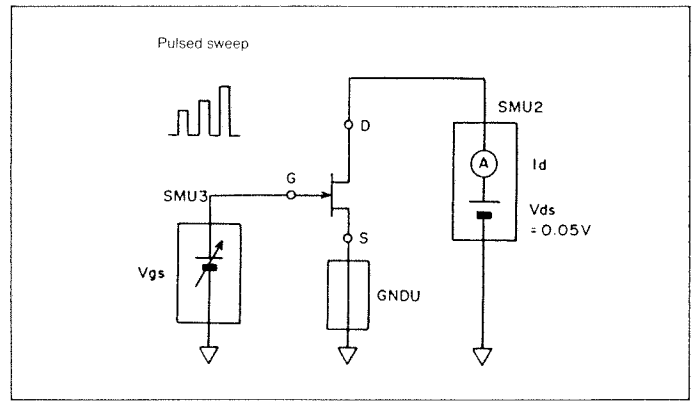 Pulsed sweep
SMU2
D
A
Id
G
SMU3
Vds
= 0.05V
S
Vgs
GNDU